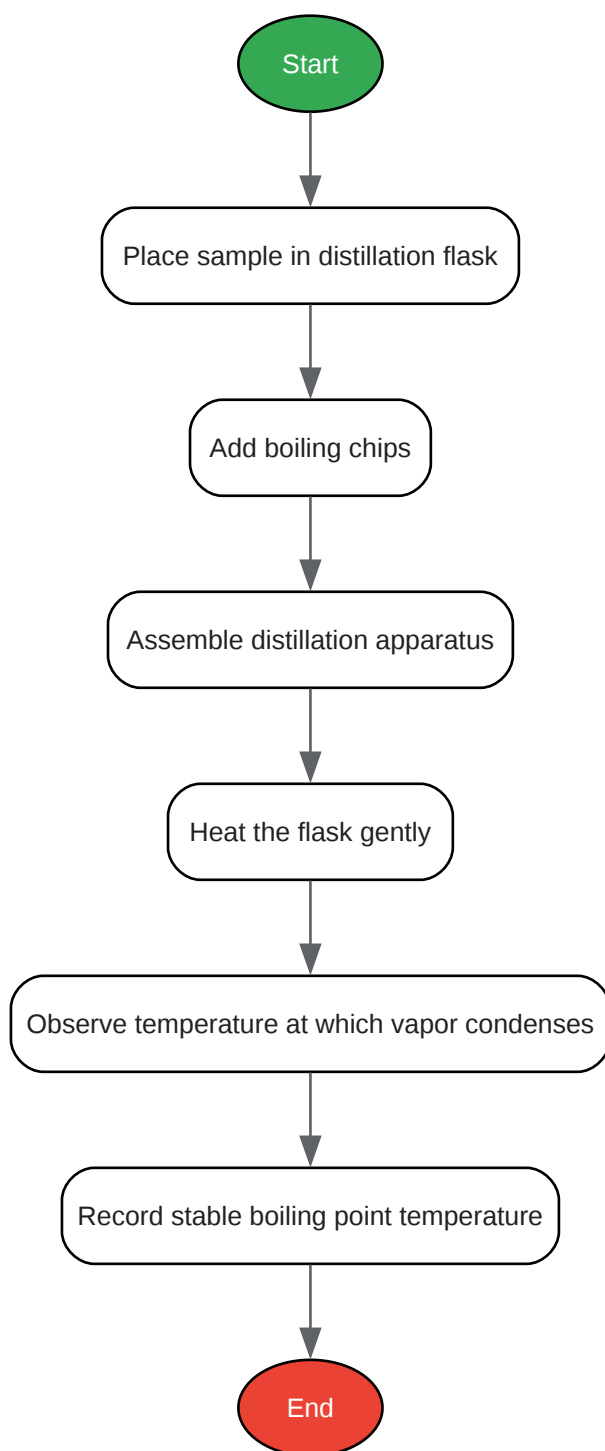 Start
Place sample in distillation flask
Add boiling chips
Assemble distillation apparatus
Heat the flask gently
Observe temperature at which vapor condenses
Record stable boiling point temperature
End